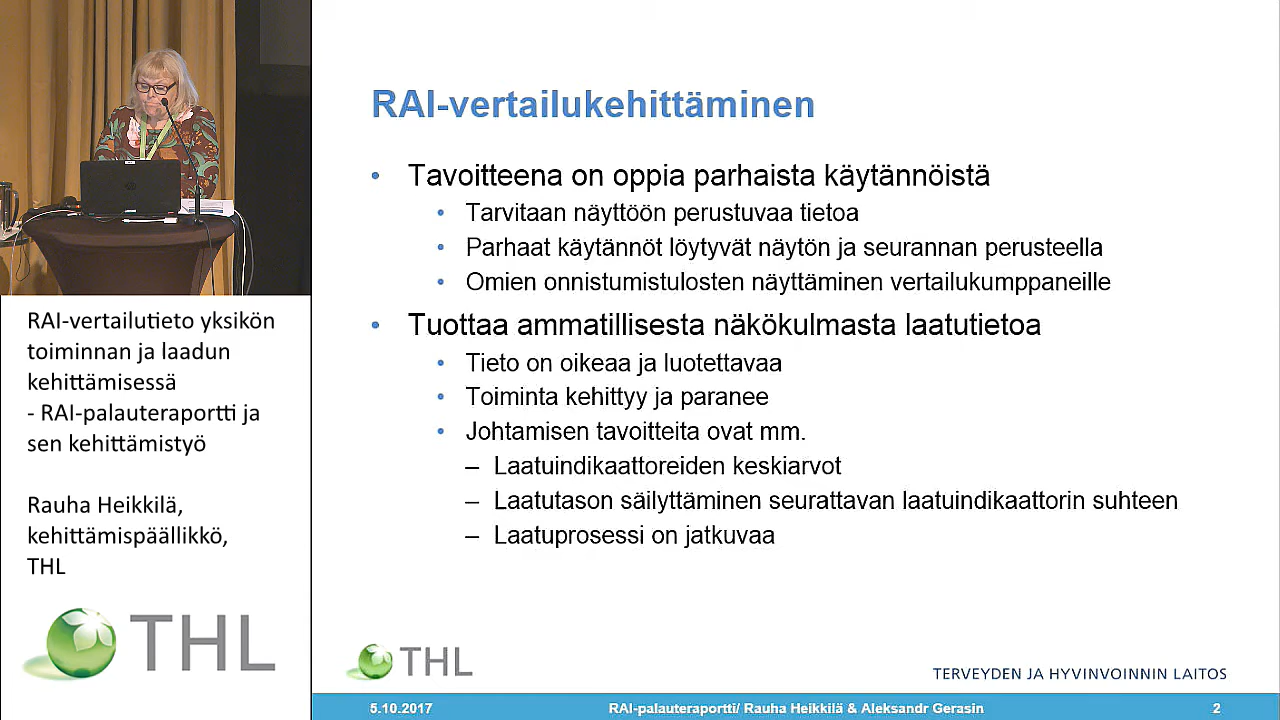 RAI-vertailutieto yksikön
toiminnan ja laadun
kehittämisessä
- RAI-palauteraportti ja
sen kehittämistyö
Rauha Heikkilä,
kehittämispäällikkö,
THL
THL
RAI-vertailukehittäminen
• Tavoitteena on oppia parhaista käytännöistä
• Tarvitaan näyttöön perustuvaa tietoa
• Parhaat käytännöt löytyvät näytön ja seurannan perusteella
• Omien onnistumistulosten näyttäminen vertailukumppaneille
• Tuottaa ammatillisesta näkökulmasta laatutietoa
• Tieto on oikeaa ja luotettavaa
• Toiminta kehittyy ja paranee
• Johtamisen tavoitteita ovat mm.
– Laatuindikaattoreiden keskiarvot
– Laatutason säilyttäminen seurattavan laatuindikaattorin suhteen
– Laatuprosessi on jatkuvaa
THL
TERVEYDEN JA HYVINVOINNIN LAITOS
5.10.2017
RAI-palauteraportti/ Rauha Heikkilä & Aleksandr Gerasin
2